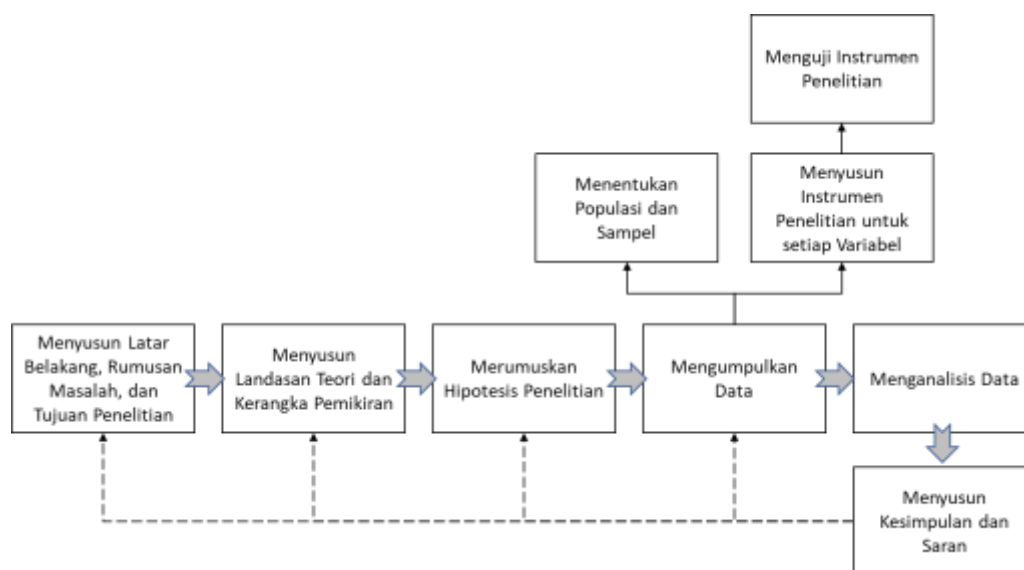 Menguji Instrumen
Penelitian
Menentukan
Populasi dan
Sampel
Menyusun
Instrumen
Penelitian untuk
setiap Variabel
Menyusun Latar
Belakang, Rumusan
Masalah, dan
Tujuan Penelitian
Menyusun
Landasan Teori dan
Kerangka Pemikiran
Merumuskan
Hipotesis Penelitian
Mengumpulkan
Data
Menganalisis Data
Menyusun
Kesimpulan dan
Saran